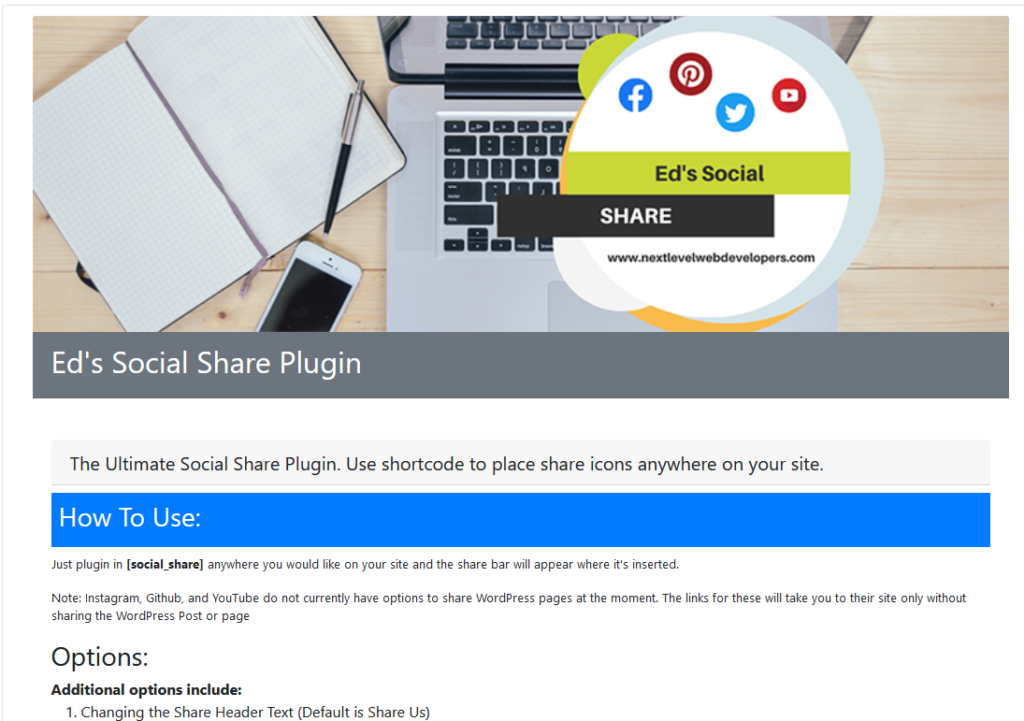 Ed's Social
SHARE
www.nextlevelwebdevelopers.com
Ed's Social Share Plugin
The Ultimate Social Share Plugin. Use shortcode to place share icons anywhere on your site.
How To Use:
Just plugin in [social_share] anywhere you would like on your site and the share bar will appear where it's inserted.
Note: Instagram, Github, and YouTube do not currently have options to share WordPress pages at the moment. The links for these will take you to their site only without
sharing the WordPress Post or page
Options:
Additional options include:
1. Changing the Share Header Text (Default is Share Us)